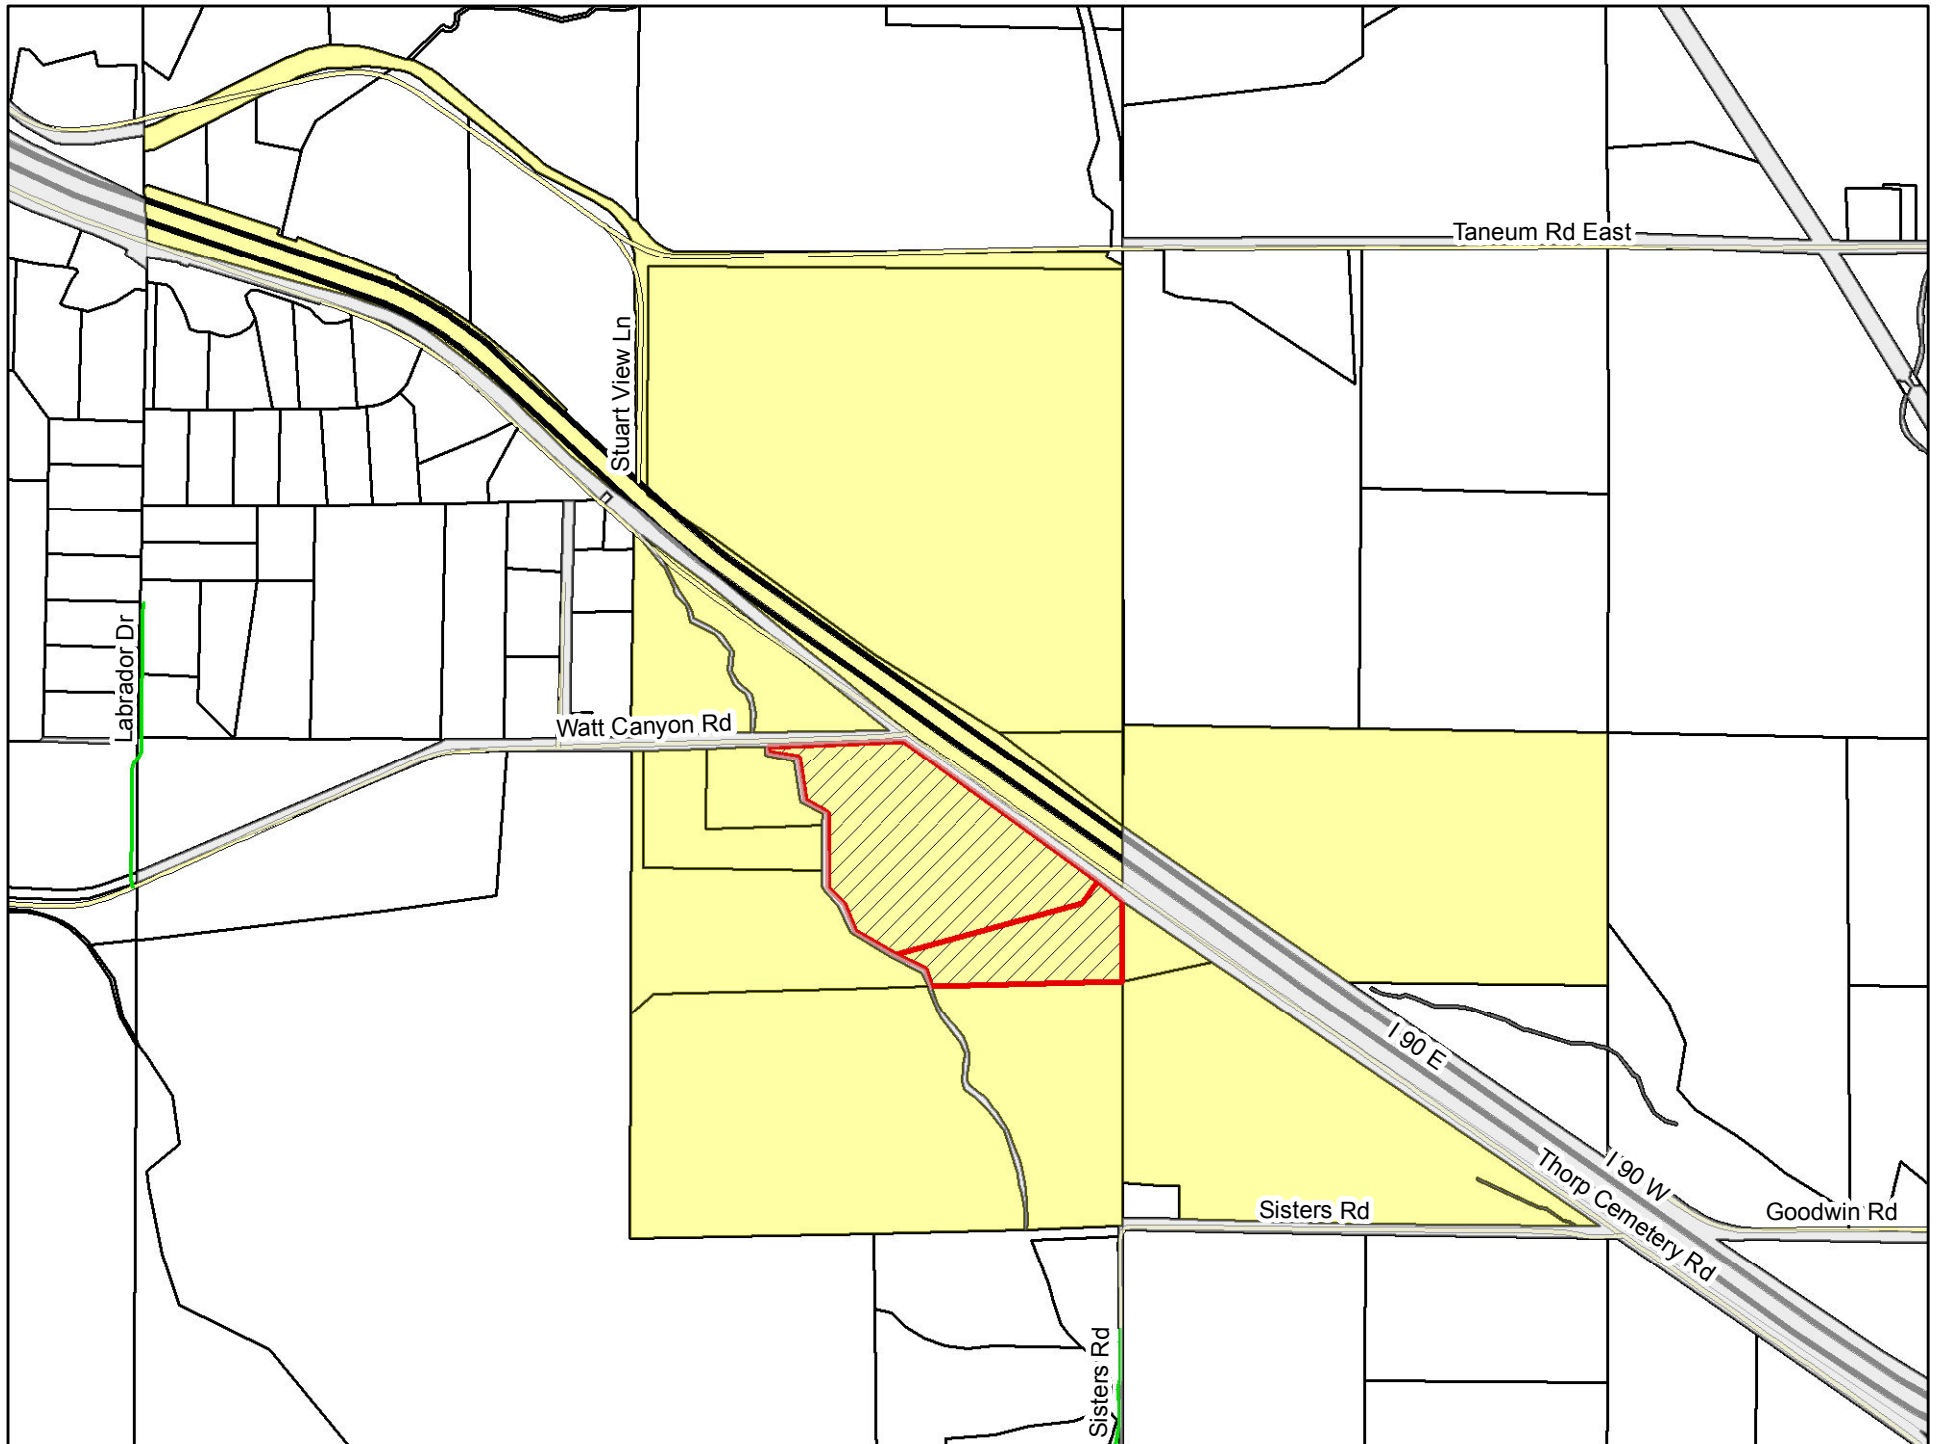 Taneum Rd East
Stuart View Ln
Labrador Dr
Watt Canyon Rd
I 90 E
I 90 W
Thorp Cemetery Rd
Sisters Rd
Goodwin Rd
Sisters Rd